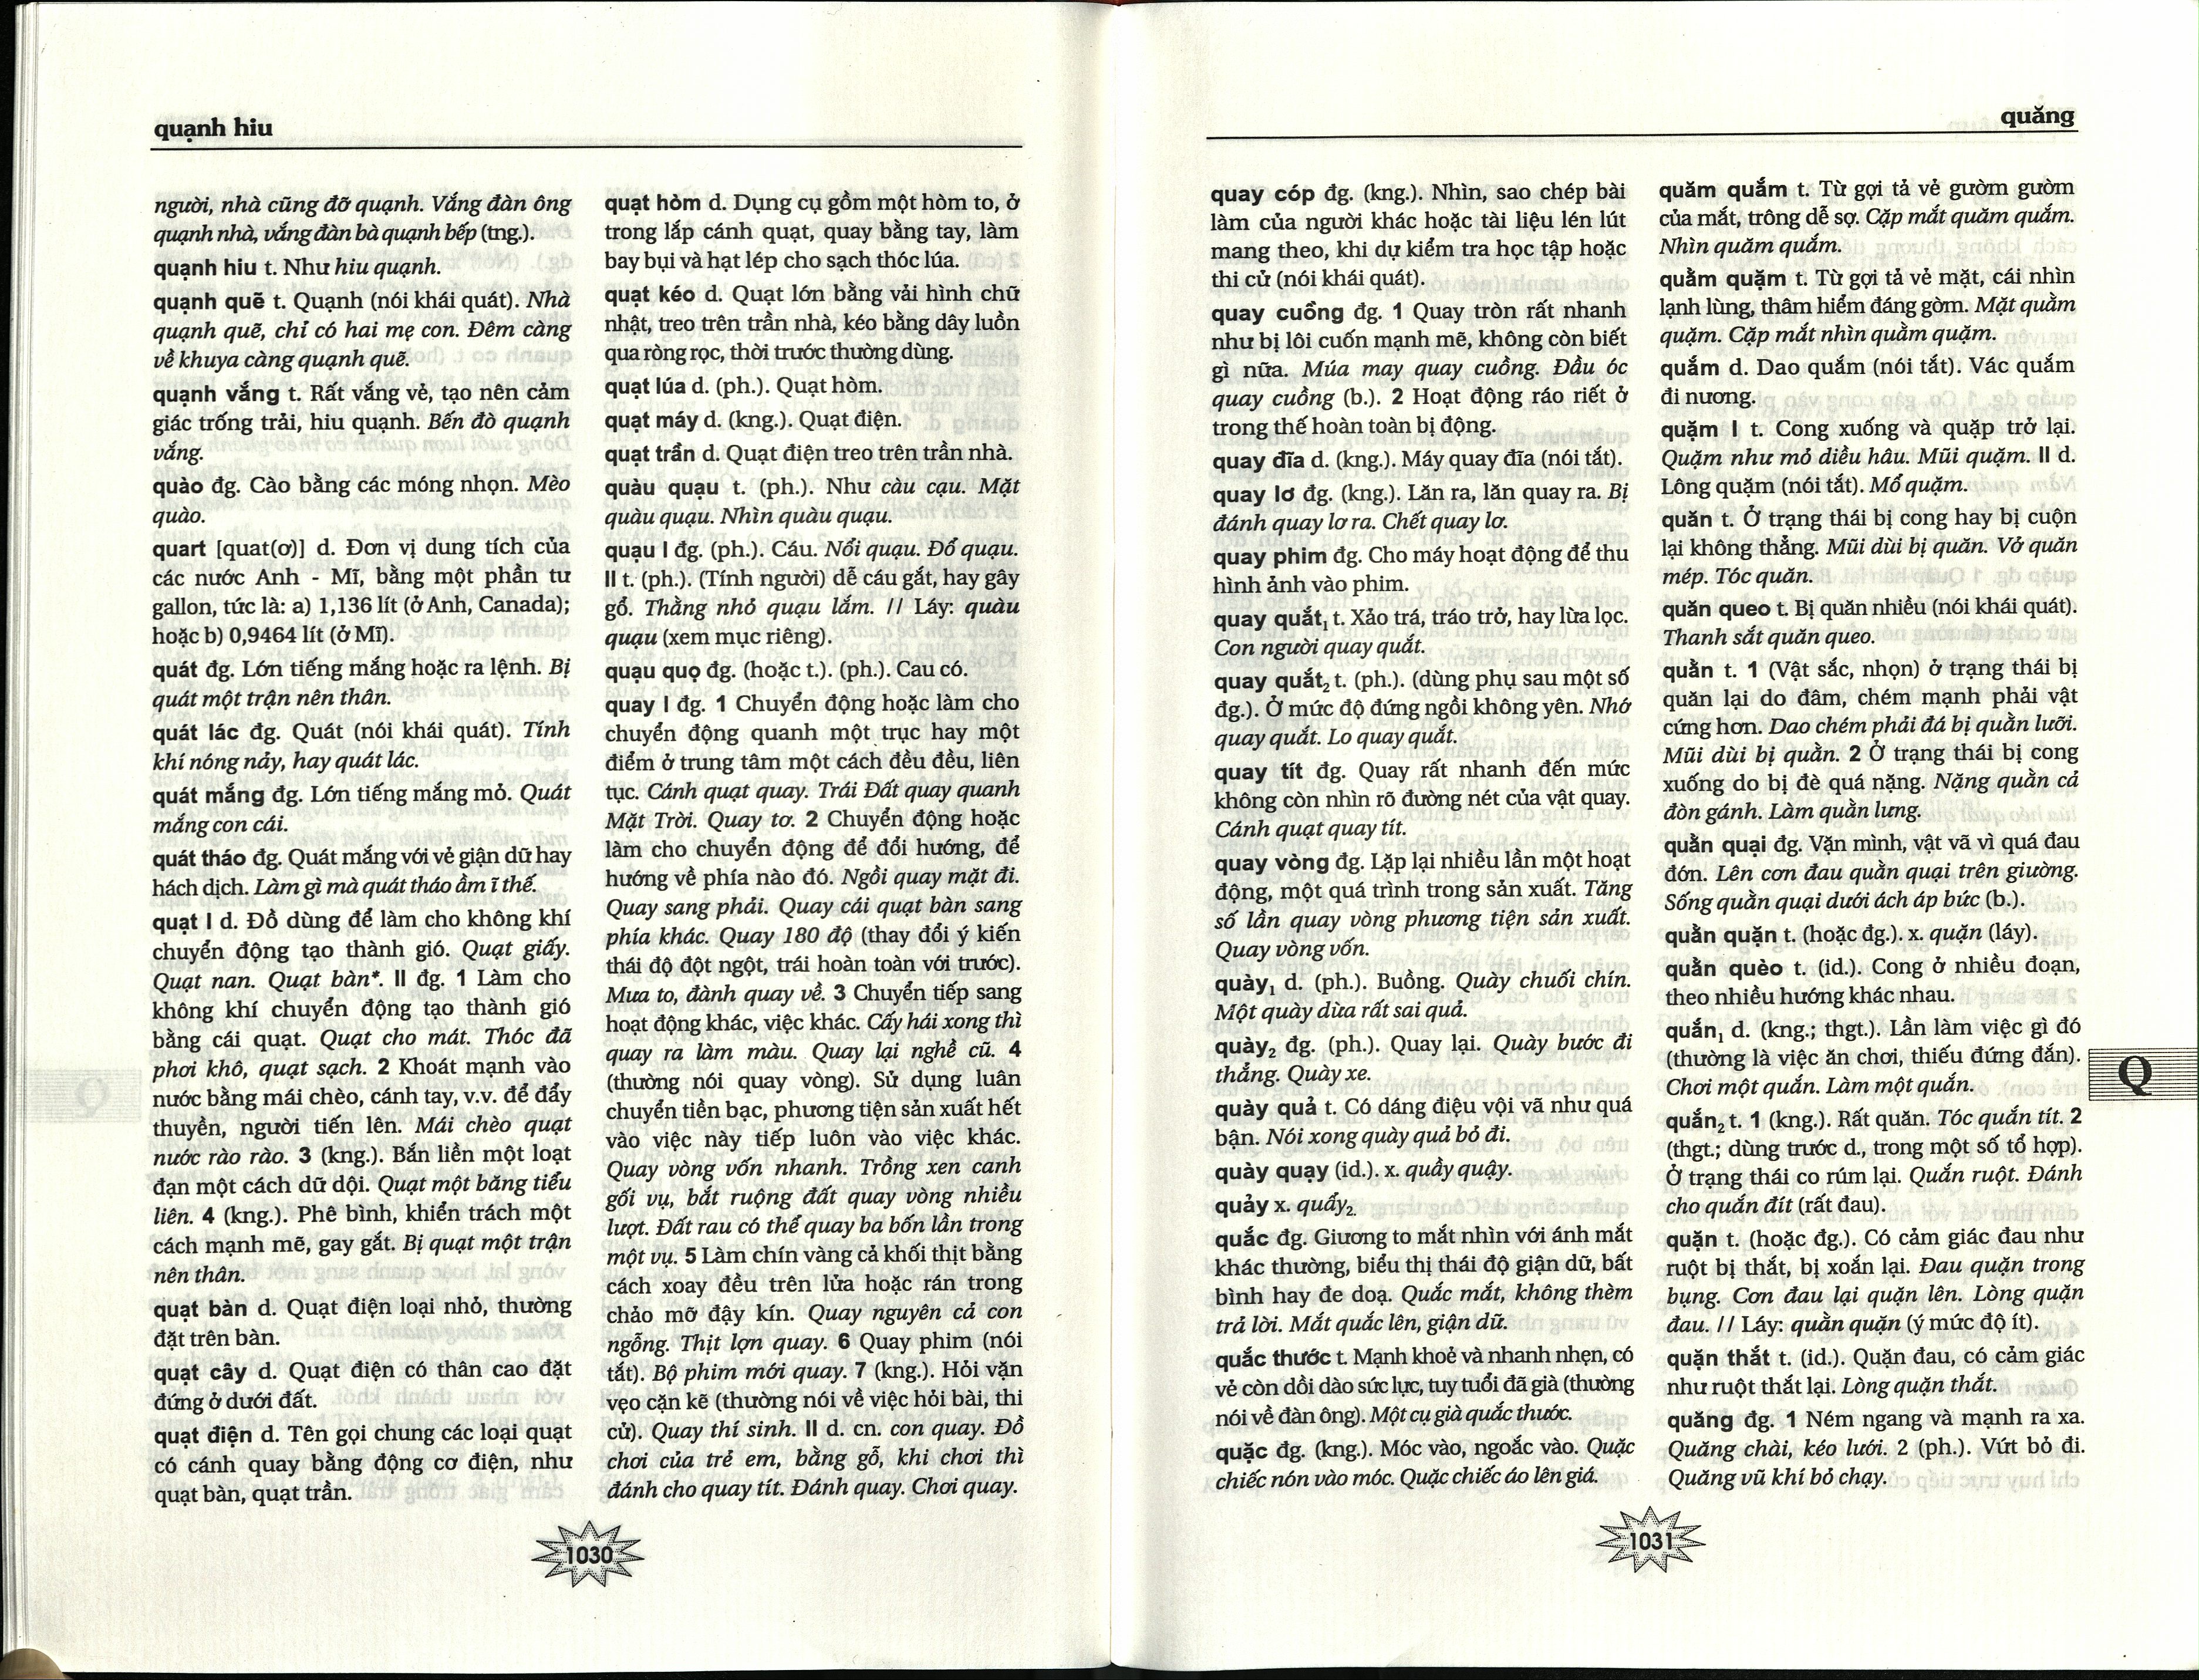 quạnh hiu
người, nhà cũng đỡ quạnh. Vắng đàn ông
quạnh nhà, vắng đàn bà quạnh bếp (tng.).
quạnh hiu t. Như hiu quạnh.
quạnh quẽ t. Quạnh (nói khái quát). Nhà
quạnh quẽ, chỉ có hai mẹ con. Đêm càng
về khuya càng quạnh quẽ.
quạnh vắng t. Rất vắng vẻ, tạo nên cảm
giác trống trải, hiu quạnh. Bến đò quạnh
vắng.
quào đg. Cào bằng các móng nhọn. Mèo
quào.
quart [quat(ơ)] d. Đơn vị dung tích của
các nước Anh - Mĩ, bằng một phần tư
gallon, tức là: a) 1,136 lít (ở Anh, Canada);
hoặc b) 0,9464 lít (ở Mĩ).
quát đg. Lớn tiếng mắng hoặc ra lệnh. Bị
quát một trận nên thân.
quát lác đg. Quát (nói khái quát). Tính
khí nóng nảy, hay quát lác.
quát mắng đg. Lớn tiếng mắng mỏ. Quát
mắng con cái.
quát tháo đg. Quát mắng với vẻ giận dữ hay
hách dịch. Làm gì mà quát tháo ầm ĩ thế.
quạt I d. Đồ dùng để làm cho không khí
chuyển động tạo thành gió. Quạt giấy.
Quạt nan. Quạt bàn*. II đg. 1 Làm cho
không khí chuyển động tạo thành gió
bằng cái quạt. Quạt cho mát. Thóc đã
phơi khô, quạt sạch. 2 Khoát mạnh vào
nước bằng mái chèo, cánh tay, v.v. để đẩy
thuyền, người tiến lên. Mái chèo quạt
nước rào rào. 3 (kng.). Bắn liền một loạt
đạn một cách dữ dội. Quạt một băng tiểu
liên. 4 (kng.). Phê bình, khiển trách một
cách mạnh mẽ, gay gắt. Bị quạt một trận
nên thân.
quạt bàn d. Quạt điện loại nhỏ, thường
đặt trên bàn.
quạt cây d. Quạt điện có thân cao đặt
đứng ở dưới đất.
quạt điện d. Tên gọi chung các loại quạt
có cánh quay bằng động cơ điện, như
quạt bàn, quạt trần.
quạt hòm d. Dụng cụ gồm một hòm to, ở
trong lắp cánh quạt, quay bằng tay, làm
bay bụi và hạt lép cho sạch thóc lúa.
quạt kéo d. Quạt lớn bằng vải hình chữ
nhật, treo trên trần nhà, kéo bằng dây luồn
qua ròng rọc, thời trước thường dùng.
quạt lúa d. (ph.). Quạt hòm.
quạt máy d. (kng.). Quạt điện.
quạt trần d. Quạt điện treo trên trần nhà.
quàu quạu t. (ph.). Như càu cạu. Mặt
quàu quạu. Nhìn quàu quạu.
quạu I đg. (ph.). Cáu. Nổi quạu. Đổ quạu.
II t. (ph.). (Tính người) dễ cáu gắt, hay gây
gổ. Thằng nhỏ quạu lắm. // Láy: quàu
quạu (xem mục riêng).
quạu quọ đg. (hoặc t.). (ph.). Cau có.
quay I đg. 1 Chuyển động hoặc làm cho
chuyển động quanh một trục hay một
điểm ở trung tâm một cách đều đều, liên
tục. Cánh quạt quay. Trái Đất quay quanh
Mặt Trời. Quay tơ. 2 Chuyển động hoặc
làm cho chuyển động để đổi hướng, để
hướng về phía nào đó. Ngồi quay mặt đi.
Quay sang phải. Quay cái quạt bàn sang
phía khác. Quay 180 độ (thay đổi ý kiến
thái độ đột ngột, trái hoàn toàn với trước).
Mưa to, đành quay về. 3 Chuyển tiếp sang
hoạt động khác, việc khác. Cấy hái xong thì
quay ra làm màu. Quay lại nghề cũ. 4
(thường nói quay vòng). Sử dụng luân
chuyển tiền bạc, phương tiện sản xuất hết
vào việc này tiếp luôn vào việc khác.
Quay vòng vốn nhanh. Trồng xen canh
gối vụ, bắt ruộng đất quay vòng nhiều
lượt. Đất rau có thể quay ba bốn lần trong
một vụ. 5 Làm chín vàng cả khối thịt bằng
cách xoay đều trên lửa hoặc rán trong
chảo mỡ đậy kín. Quay nguyên cả con
ngỗng. Thịt lợn quay. 6 Quay phim (nói
tắt). Bộ phim mới quay. 7 (kng.). Hỏi vặn
vẹo cặn kẽ (thường nói về việc hỏi bài, thi
cử). Quay thí sinh. II d. cn. con quay. Đồ
chơi của trẻ em, bằng gỗ, khi chơi thì
đánh cho quay tít. Đánh quay. Chơi quay.
1030
quăng
quay cóp đg. (kng.). Nhìn, sao chép bài
làm của người khác hoặc tài liệu lén lút
mang theo, khi dự kiểm tra học tập hoặc
thi cử (nói khái quát).
quay cuồng đg. 1 Quay tròn rất nhanh
như bị lôi cuốn mạnh mẽ, không còn biết
gì nữa. Múa may quay cuồng. Đầu óc
quay cuồng (b.). 2 Hoạt động ráo riết ở
trong thế hoàn toàn bị động.
quay đĩa d. (kng.). Máy quay đĩa (nói tắt).
quay lơ đg. (kng.). Lăn ra, lăn quay ra. Bị
đánh quay lơ ra. Chết quay lơ.
quay phim đg. Cho máy hoạt động để thu
hình ảnh vào phim.
quay quắt₁ t. Xảo trá, tráo trở, hay lừa lọc.
Con người quay quắt.
quay quắt₂ t. (ph.). (dùng phụ sau một số
đg.). Ở mức độ đứng ngồi không yên. Nhớ
quay quắt. Lo quay quắt.
quay tít đg. Quay rất nhanh đến mức
không còn nhìn rõ đường nét của vật quay.
Cánh quạt quay tít.
quay vòng đg. Lặp lại nhiều lần một hoạt
động, một quá trình trong sản xuất. Tăng
số lần quay vòng phương tiện sản xuất.
Quay vòng vốn.
quày₁ d. (ph.). Buồng. Quày chuối chín.
Một quày dừa rất sai quả.
quày₂ đg. (ph.). Quay lại. Quày bước đi
thẳng. Quày xe.
quày quả t. Có dáng điệu vội vã như quá
bận. Nói xong quày quả bỏ đi.
quày quạy (id.). x. quầy quậy.
quảy x. quẩy₂.
quắc đg. Giương to mắt nhìn với ánh mắt
khác thường, biểu thị thái độ giận dữ, bất
bình hay đe doạ. Quắc mắt, không thèm
trả lời. Mắt quắc lên, giận dữ.
quắc thước t. Mạnh khoẻ và nhanh nhẹn, có
vẻ còn dồi dào sức lực, tuy tuổi đã già (thường
nói về đàn ông). Một cụ già quắc thước.
quặc đg. (kng.). Móc vào, ngoắc vào. Quặc
chiếc nón vào móc. Quặc chiếc áo lên giá.
quăm quắm t. Từ gợi tả vẻ gườm gườm
của mắt, trông dễ sợ. Cặp mắt quăm quắm.
Nhìn quăm quắm.
quằm quặm t. Từ gợi tả vẻ mặt, cái nhìn
lạnh lùng, thâm hiểm đáng gờm. Mặt quằm
quặm. Cặp mắt nhìn quằm quặm.
quắm d. Dao quắm (nói tắt). Vác quắm
đi nương.
quặm I t. Cong xuống và quặp trở lại.
Quặm như mỏ diều hâu. Mũi quặm. II d.
Lông quặm (nói tắt). Mổ quặm.
quăn t. Ở trạng thái bị cong hay bị cuộn
lại không thẳng. Mũi dùi bị quăn. Vở quăn
mép. Tóc quăn.
quăn queo t. Bị quăn nhiều (nói khái quát).
Thanh sắt quăn queo.
quằn t. 1 (Vật sắc, nhọn) ở trạng thái bị
quăn lại do đâm, chém mạnh phải vật
cứng hơn. Dao chém phải đá bị quằn lưỡi.
Mũi dùi bị quằn. 2 Ở trạng thái bị cong
xuống do bị đè quá nặng. Nặng quằn cả
đòn gánh. Làm quằn lưng.
quằn quại đg. Vặn mình, vật vã vì quá đau
đớn. Lên cơn đau quằn quại trên giường.
Sống quằn quại dưới ách áp bức (b.).
quằn quặn t. (hoặc đg.). x. quặn (láy).
quằn quèo t. (id.). Cong ở nhiều đoạn,
theo nhiều hướng khác nhau.
quắn₁ d. (kng.; thgt.). Lần làm việc gì đó
(thường là việc ăn chơi, thiếu đứng đắn).
Chơi một quắn. Làm một quắn.
quắn₂ t. 1 (kng.). Rất quăn. Tóc quắn tít. 2
(thgt.; dùng trước d., trong một số tổ hợp).
Ở trạng thái co rúm lại. Quắn ruột. Đánh
cho quắn đít (rất đau).
quặn t. (hoặc đg.). Có cảm giác đau như
ruột bị thắt, bị xoắn lại. Đau quặn trong
bụng. Cơn đau lại quặn lên. Lòng quặn
đau. // Láy: quằn quặn (ý mức độ ít).
quặn thắt t. (id.). Quặn đau, có cảm giác
như ruột thắt lại. Lòng quặn thắt.
quăng đg. 1 Ném ngang và mạnh ra xa.
Quăng chài, kéo lưới. 2 (ph.). Vứt bỏ đi.
Quăng vũ khí bỏ chạy.
Q
1031